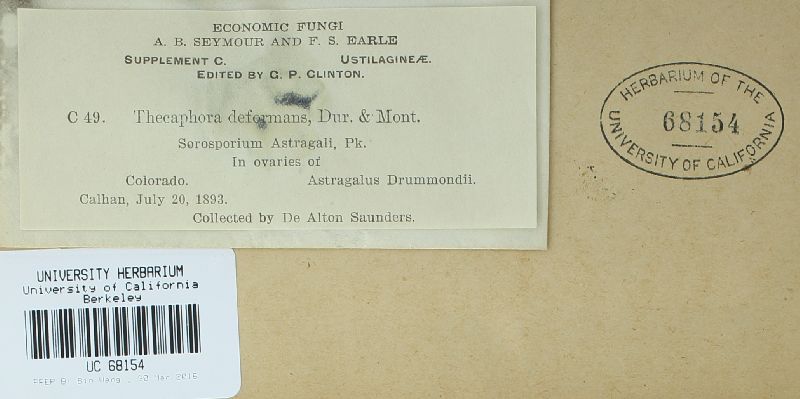 ECONOMIC FUNGI
A. B. SEYMOUR AND F. S. EARLE
SUPPLEMENT C. USTILAGINEÆ.
EDITED BY G. P. CLINTON.
C 49. Thecaphora deformans, Dur. & Mont.
Sorosporium Astragali, Pk.
In ovaries of
Colorado. Astragalus Drummondii.
Calhan, July 20, 1893.
Collected by De Alton Saunders.
HERBARIUM OF THE
68154
UNIVERSITY OF CALIFORNIA
UNIVERSITY HERBARIUM
University of California
Berkeley
UC 68154